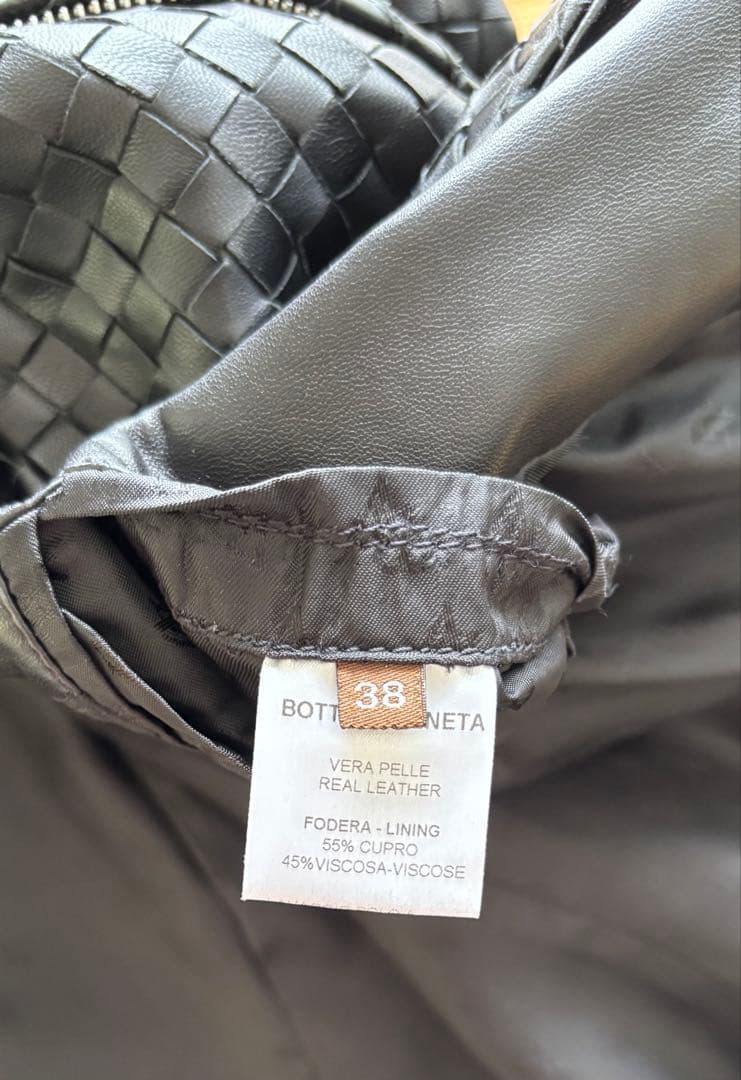 38
BOTT NETA
VERA PELLE
REAL LEATHER
FODERA - LINING
55% CUPRO
45%VISCOSA-VISCOSE